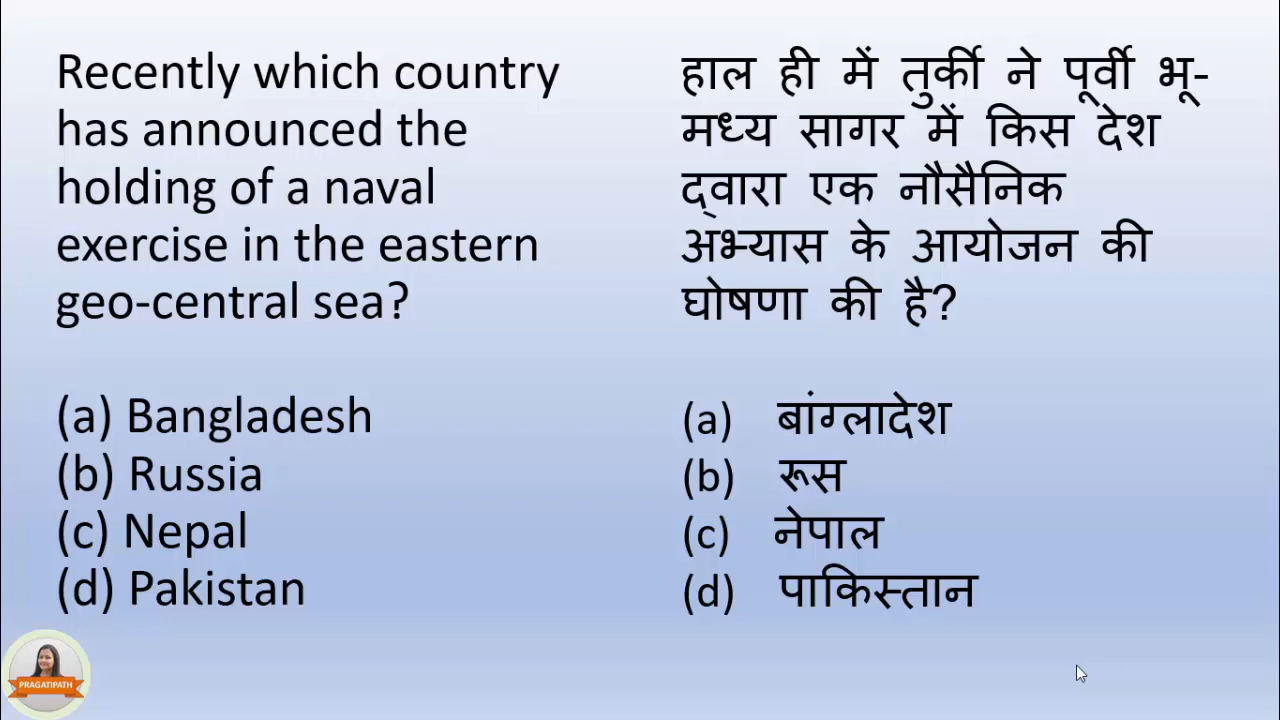 Recently which country
has announced the
holding of a naval
exercise in the eastern
geo-central sea?
(a) Bangladesh
(b) Russia
(c) Nepal
(d) Pakistan
हाल ही में तुर्की ने पूर्वी भू-
मध्य सागर में किस देश
द्वारा एक नौसैनिक
अभ्यास के आयोजन की
घोषणा की है?
(a) बांग्लादेश
(b) रूस
(c) नेपाल
(d) पाकिस्तान
PRAGATIPATH